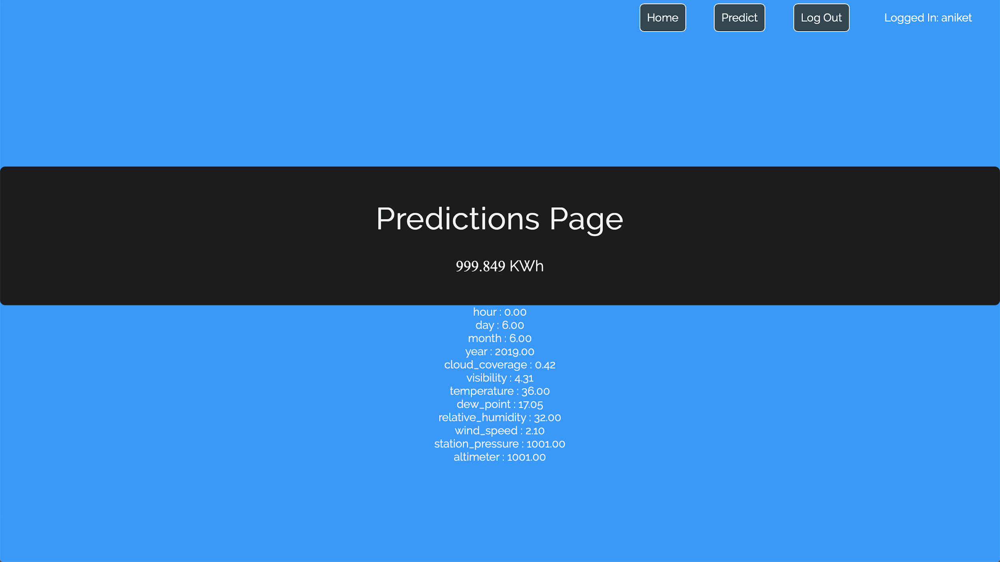 Home Predict Log Out Logged In: aniket
Predictions Page
999.849 KWh
hour : 0.00
day : 6.00
month : 6.00
year : 2019.00
cloud_coverage : 0.42
visibility : 4.31
temperature : 36.00
dew_point : 17.05
relative_humidity : 32.00
wind_speed : 2.10
station_pressure : 1001.00
altimeter : 1001.00